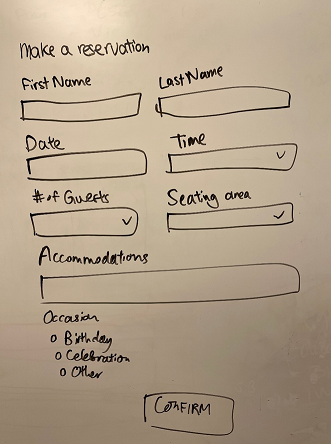 Make a reservation
First Name Last Name
Date Time
# of Guests Seating area
Accommodations
Occasion
Birthday
Celebration
Other
CONFIRM